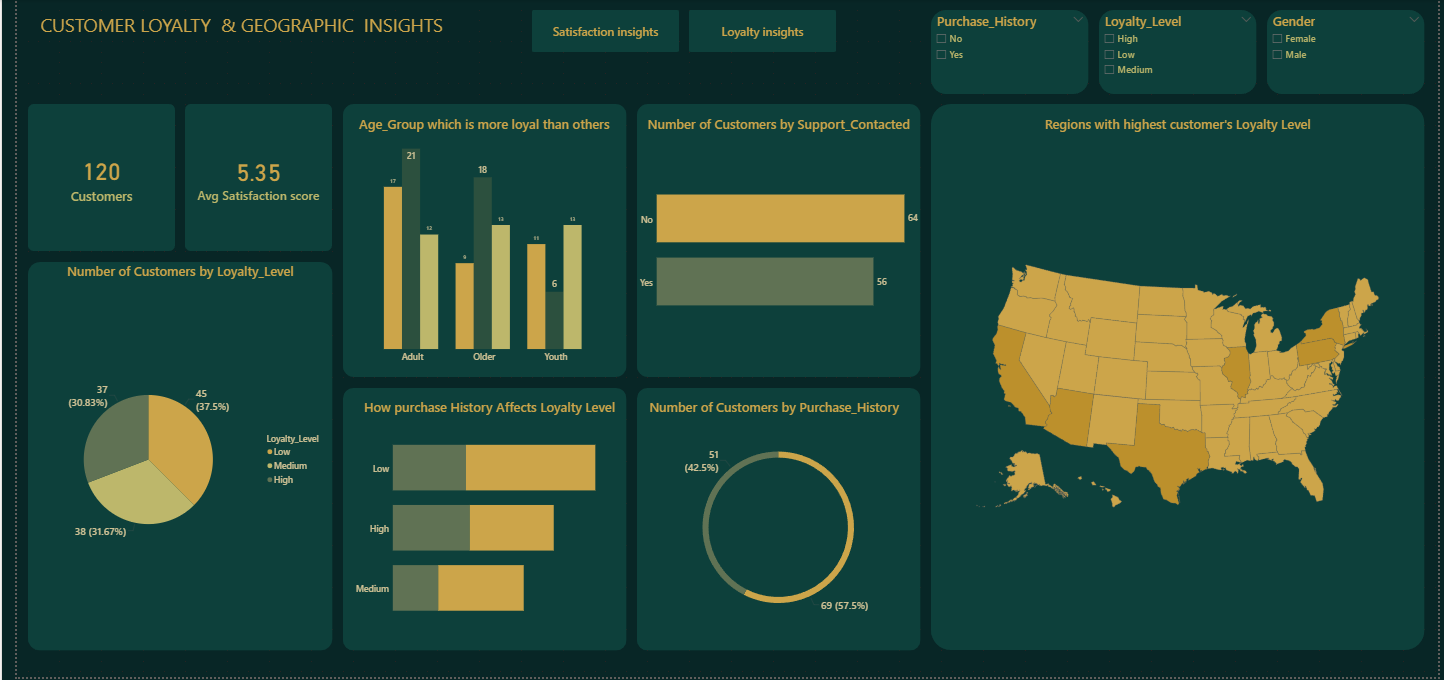 CUSTOMER LOYALTY & GEOGRAPHIC INSIGHTS
Satisfaction insights
Loyalty insights
Purchase_History
No
Yes
Loyalty_Level
High
Low
Medium
Gender
Female
Male
120
Customers
5.35
Avg Satisfaction score
Number of Customers by Loyalty_Level
37
(30.83%)
45
(37.5%)
38 (31.67%)
Loyalty_Level
Low
Medium
High
Age_Group which is more loyal than others
17
21
12
9
18
13
11
6
13
Adult
Older
Youth
Number of Customers by Support_Contacted
No
64
Yes
56
How purchase History Affects Loyalty Level
Low
High
Medium
Number of Customers by Purchase_History
51
(42.5%)
69 (57.5%)
Regions with highest customer's Loyalty Level